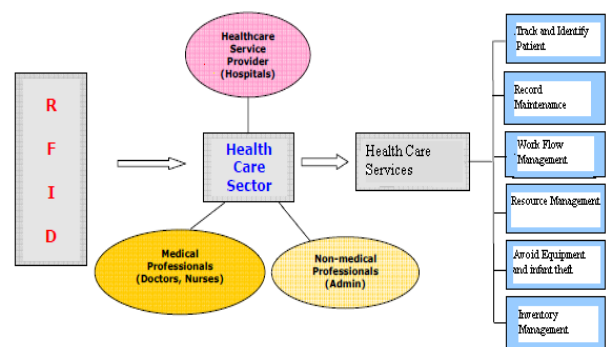 R
F
I
D
Healthcare
Service
Provider
(Hospitals)
Health
Care
Sector
Medical
Professionals
(Doctors, Nurses)
Non-medical
Professionals
(Admin)
Health Care
Services
Track and Identify
Patient
Record
Maintenance
Work Flow
Management
Resource Management
Avoid Equipment
and infant theft
Inventory
Management